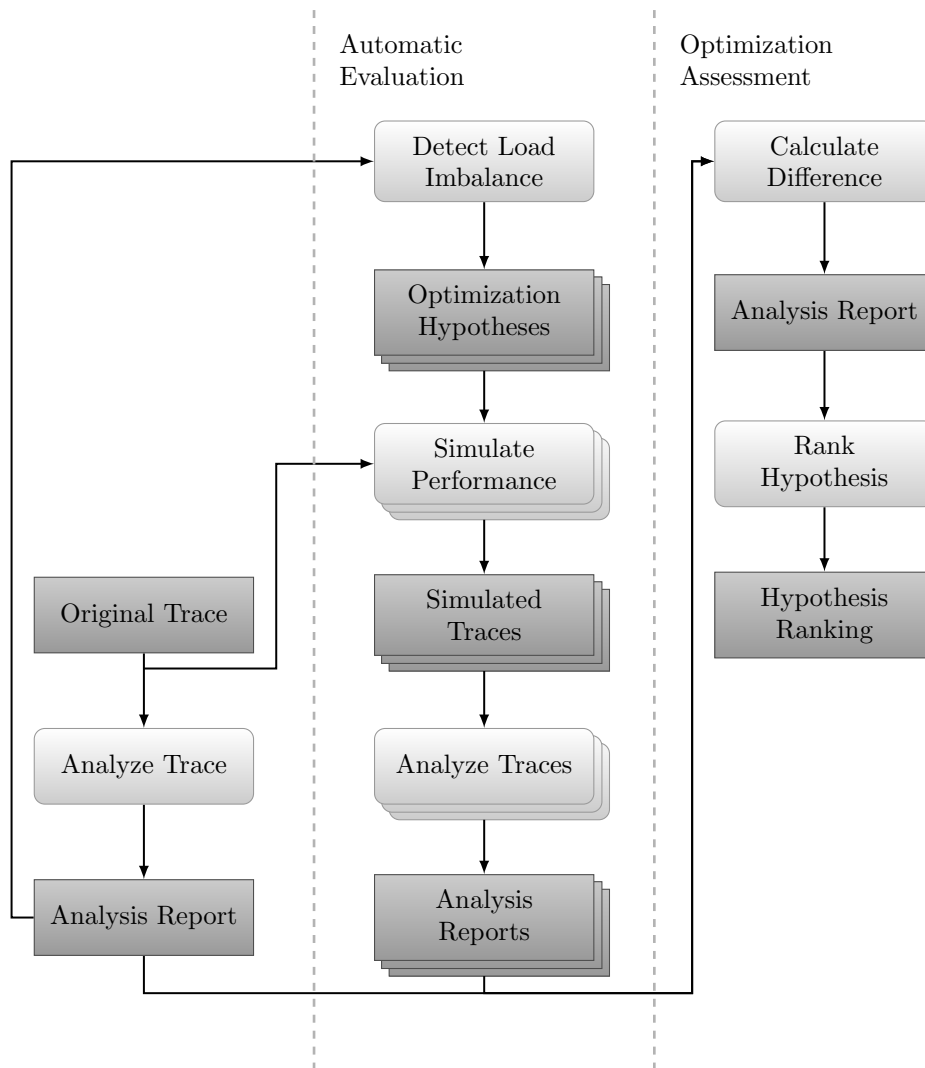 Original Trace
Analyze Trace
Analysis Report
Automatic
Evaluation
Detect Load
Imbalance
Optimization
Hypotheses
Simulate
Performance
Simulated
Traces
Analyze Traces
Analysis
Reports
Optimization
Assessment
Calculate
Difference
Analysis Report
Rank
Hypothesis
Hypothesis
Ranking